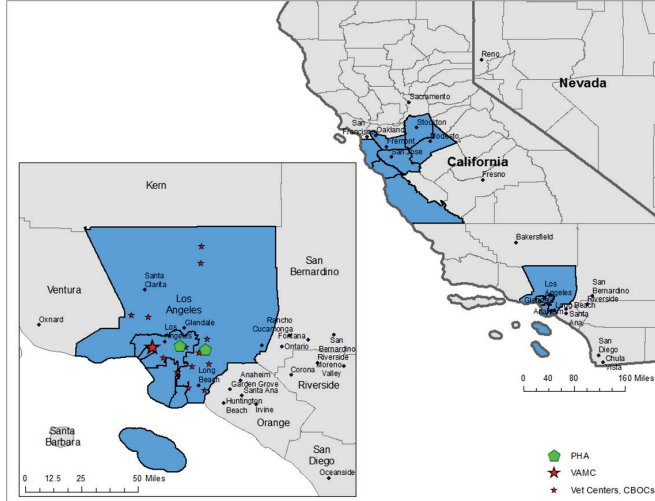 Reno
Nevada
Sacramento
San
Francisco
Oakland
Stockton
Fremont
Modesto
San Jose
California
Fresno
Bakersfield
Los
Angeles
Glendale
Long Beach
Anaheim
Santa
Ana
San
Bernardino
Riverside
San
Diego
Chula
Vista
0 40 80 160 Miles
Kern
Ventura
Oxnard
Santa
Clarita
Los
Angeles
Los
Angeles
Glendale
San
Bernardino
Rancho
Cucamonga
Fontana
Ontario
San
Bernardino
Riverside
Moreno
Valley
Corona
Riverside
Long
Beach
Anaheim
Garden Grove
Santa Ana
Huntington
Beach
Irvine
Orange
Santa
Barbara
San
Diego
Oceanside
0 12.5 25 50 Miles
PHA
VAMC
Vet Centers, CBOCs